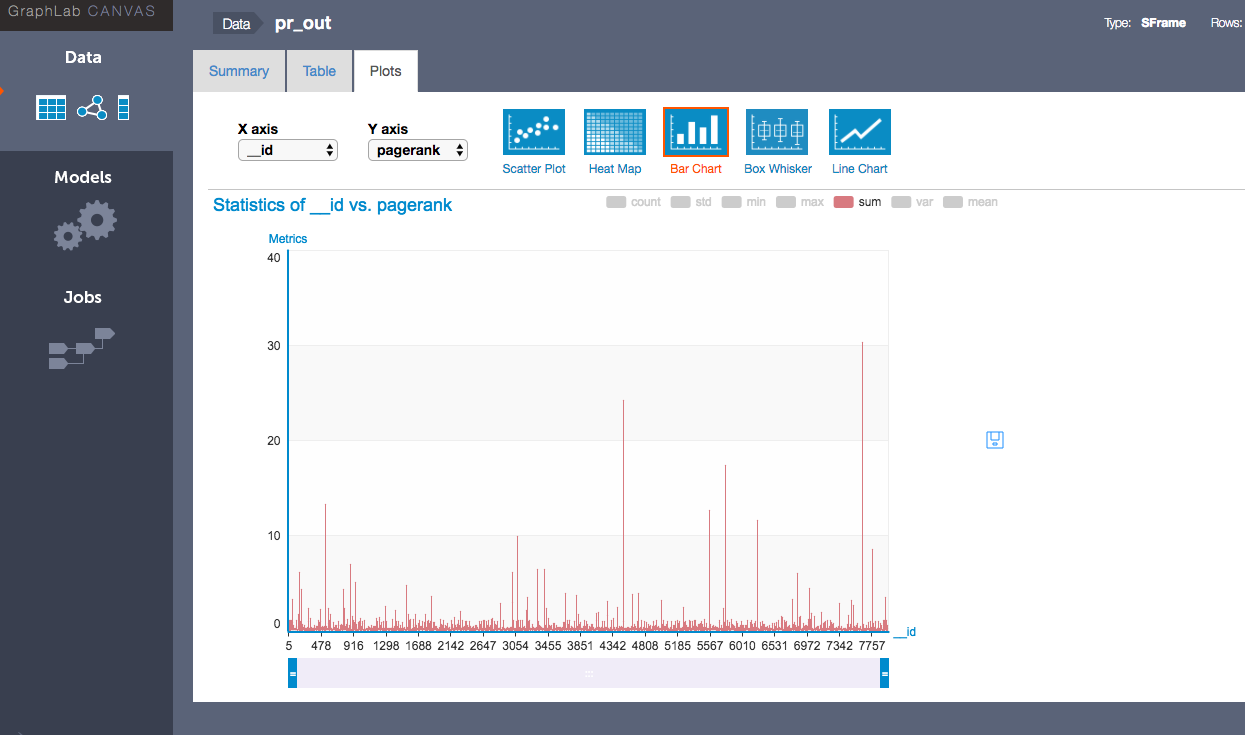 GraphLab CANVAS
Data
Models
Jobs
Data pr_out
Type: SFrame Rows:
Summary Table Plots
X axis
__id
Y axis
pagerank
Scatter Plot Heat Map Bar Chart Box Whisker Line Chart
Statistics of __id vs. pagerank
count std min max sum var mean
Metrics
40
30
20
10
0
5 478 916 1298 1688 2142 2647 3054 3455 3851 4342 4808 5185 5567 6010 6531 6972 7342 7757
__id